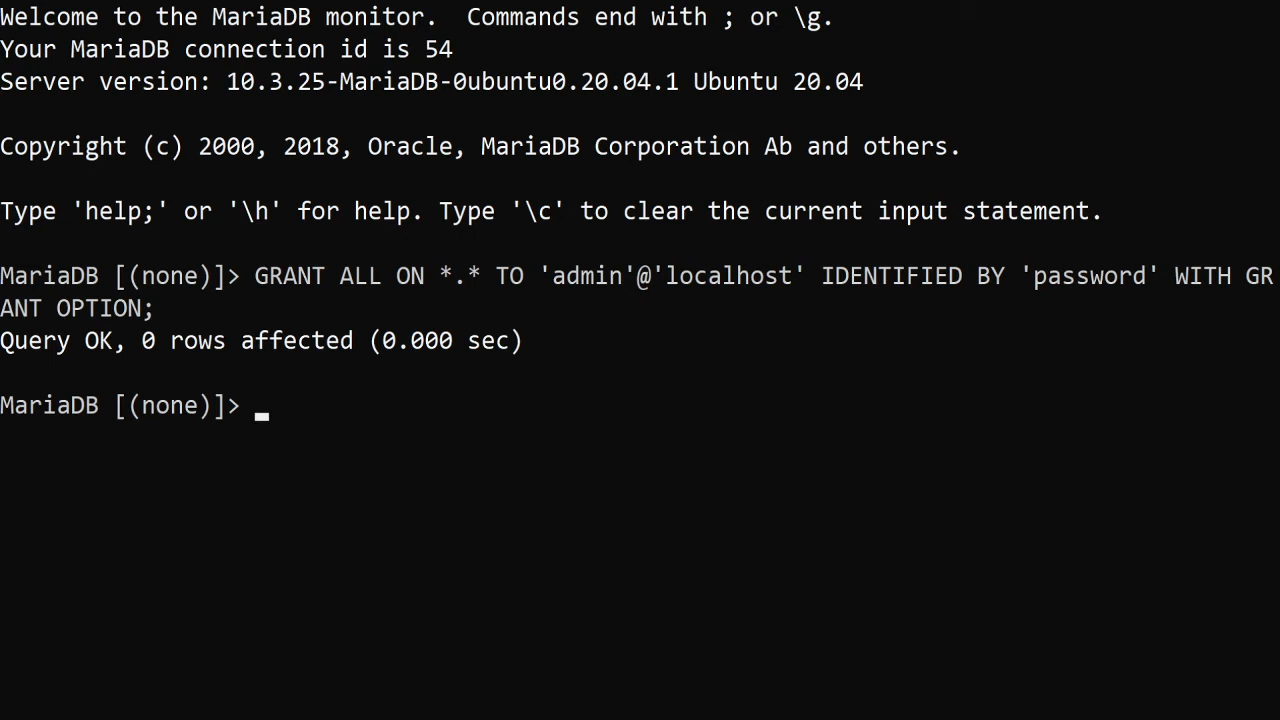 Welcome to the MariaDB monitor.  Commands end with ; or \g.
Your MariaDB connection id is 54
Server version: 10.3.25-MariaDB-0ubuntu0.20.04.1 Ubuntu 20.04
Copyright (c) 2000, 2018, Oracle, MariaDB Corporation Ab and others.
Type 'help;' or '\h' for help. Type '\c' to clear the current input statement.
MariaDB [(none)]> GRANT ALL ON *.* TO 'admin'@'localhost' IDENTIFIED BY 'password' WITH GR
ANT OPTION;
Query OK, 0 rows affected (0.000 sec)
MariaDB [(none)]> _